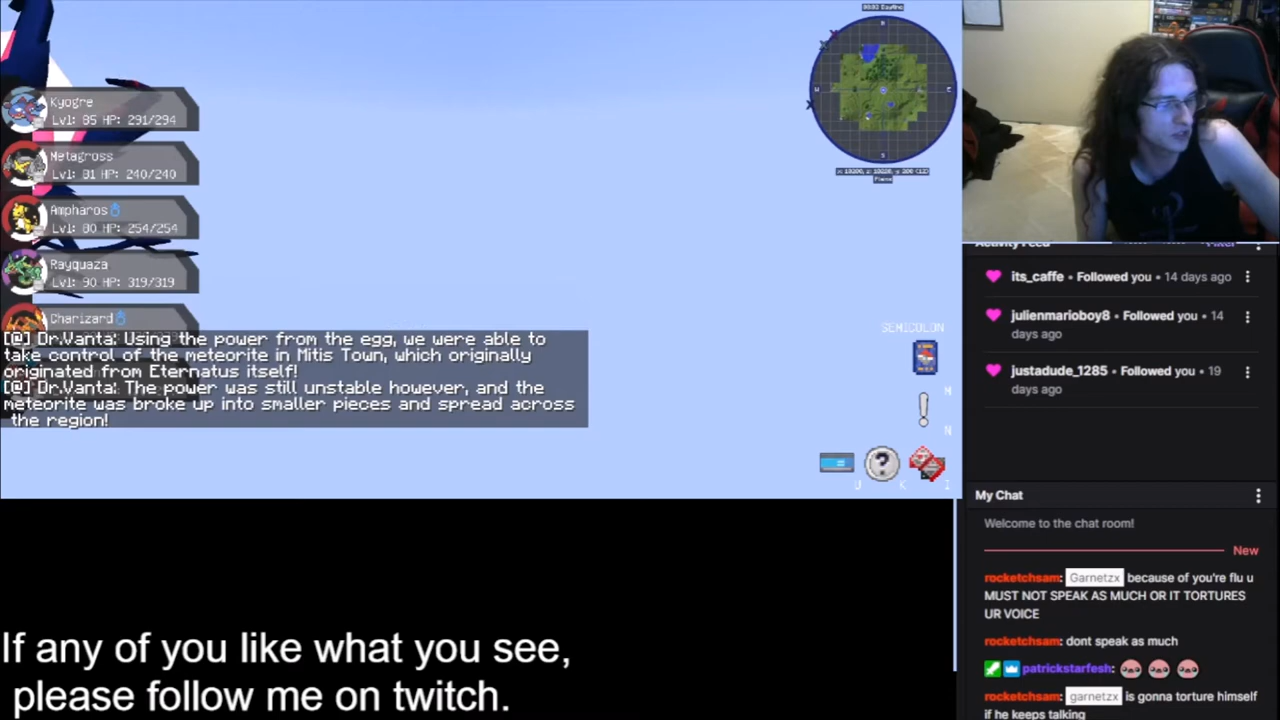 Kyogre
Lvl: 85 HP: 291/294
Metagross
Lvl: 81 HP: 240/240
Ampharos
Lvl: 80 HP: 254/254
Rayquaza
Lvl: 90 HP: 319/319
Charizard
[@] Dr.Vanta: Using the power from the egg, we were able to
take control of the meteorite in Mitis Town, which originally
originated from Eternatus itself!
[@] Dr.Vanta: The power was still unstable however, and the
meteorite was broke up into smaller pieces and spread across
the region!
SEMICOLON
M
N
U
K
I
If any of you like what you see,
please follow me on twitch.
Activity Feed
Filter
its_caffe • Followed you • 14 days ago
julienmarioboy8 • Followed you • 14
days ago
justadude_1285 • Followed you • 19
days ago
My Chat
Welcome to the chat room!
New
rocketchsam: Garnetzx because of you're flu u
MUST NOT SPEAK AS MUCH OR IT TORTURES
UR VOICE
rocketchsam: dont speak as much
patrickstarfesh:
rocketchsam: garnetzx is gonna torture himself
if he keeps talking